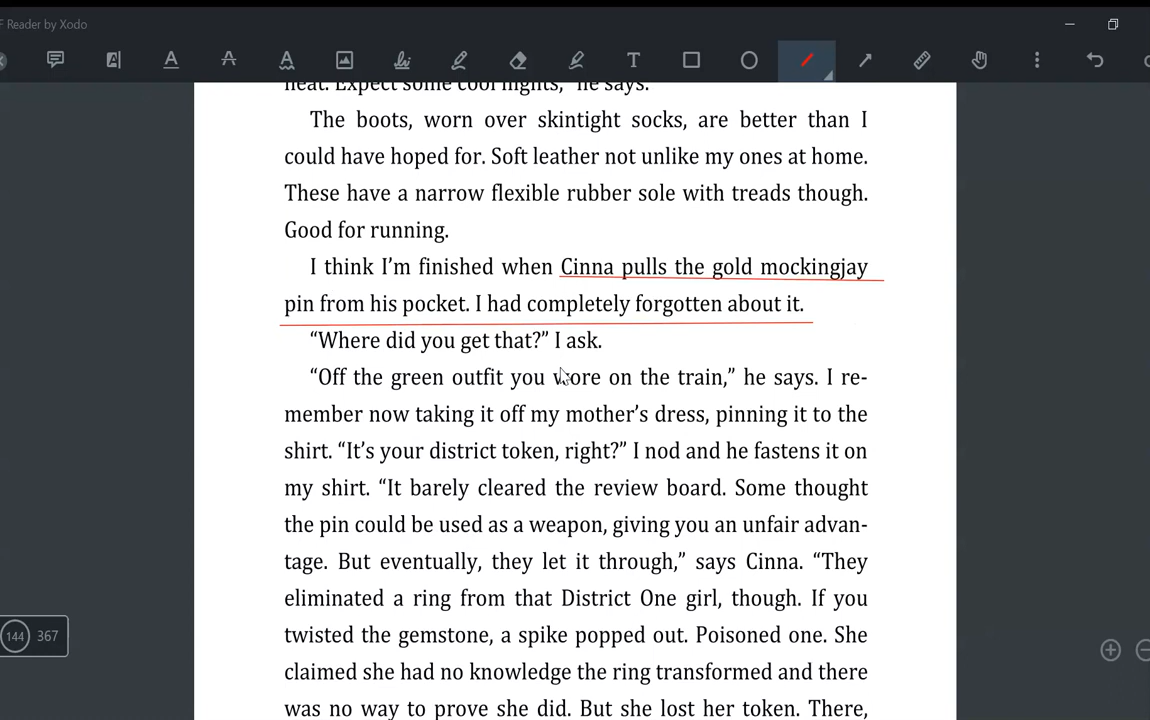 F Reader by Xodo
neat. Expect some cool nights,” he says.
The boots, worn over skintight socks, are better than I
could have hoped for. Soft leather not unlike my ones at home.
These have a narrow flexible rubber sole with treads though.
Good for running.
I think I’m finished when Cinna pulls the gold mockingjay
pin from his pocket. I had completely forgotten about it.
“Where did you get that?” I ask.
“Off the green outfit you wore on the train,” he says. I re-
member now taking it off my mother’s dress, pinning it to the
shirt. “It’s your district token, right?” I nod and he fastens it on
my shirt. “It barely cleared the review board. Some thought
the pin could be used as a weapon, giving you an unfair advan-
tage. But eventually, they let it through,” says Cinna. “They
eliminated a ring from that District One girl, though. If you
twisted the gemstone, a spike popped out. Poisoned one. She
claimed she had no knowledge the ring transformed and there
was no way to prove she did. But she lost her token. There,
144 367